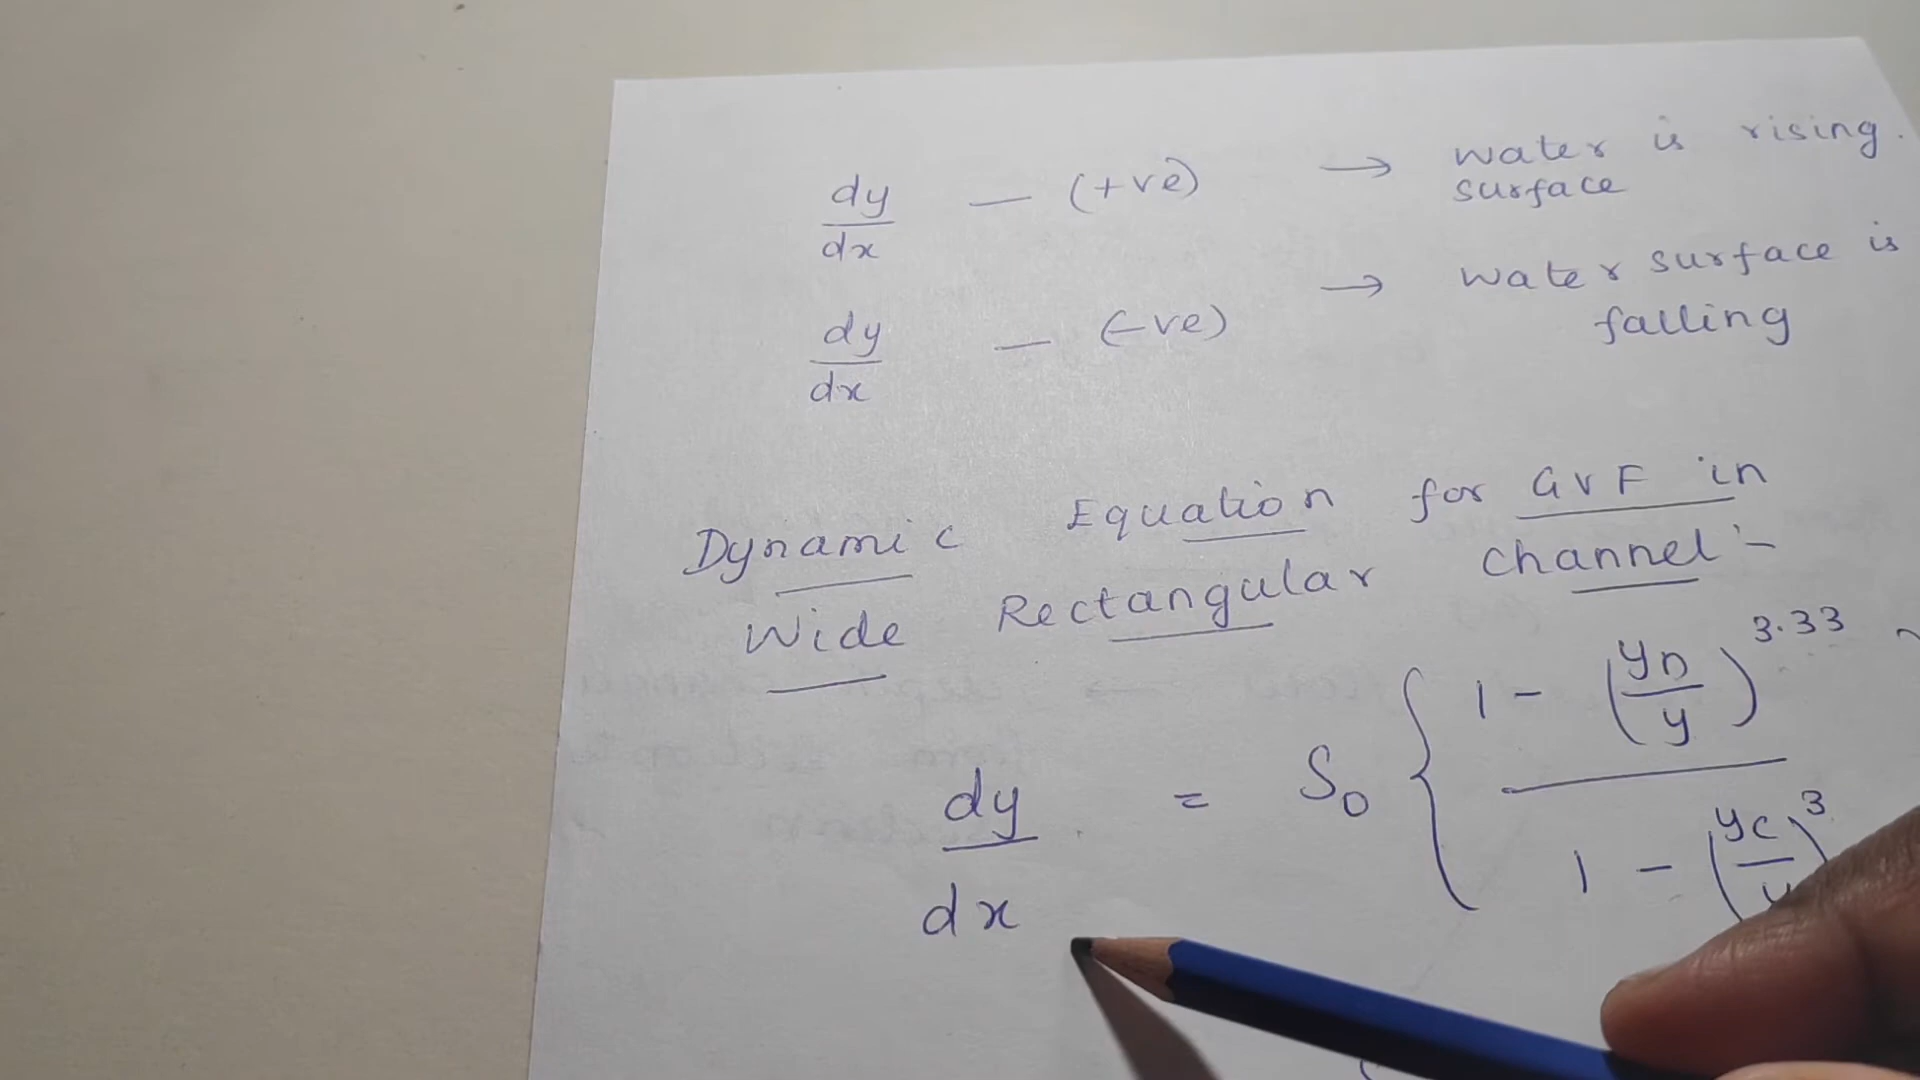 dy/dx — (+ve) → water surface is rising.
dy/dx — (-ve) → water surface is falling
Dynamic Equation for GVF in
Wide Rectangular channel :-
dy/dx = S₀ { 1 - (yn/y)^3.33 / 1 - (yc/y)^3